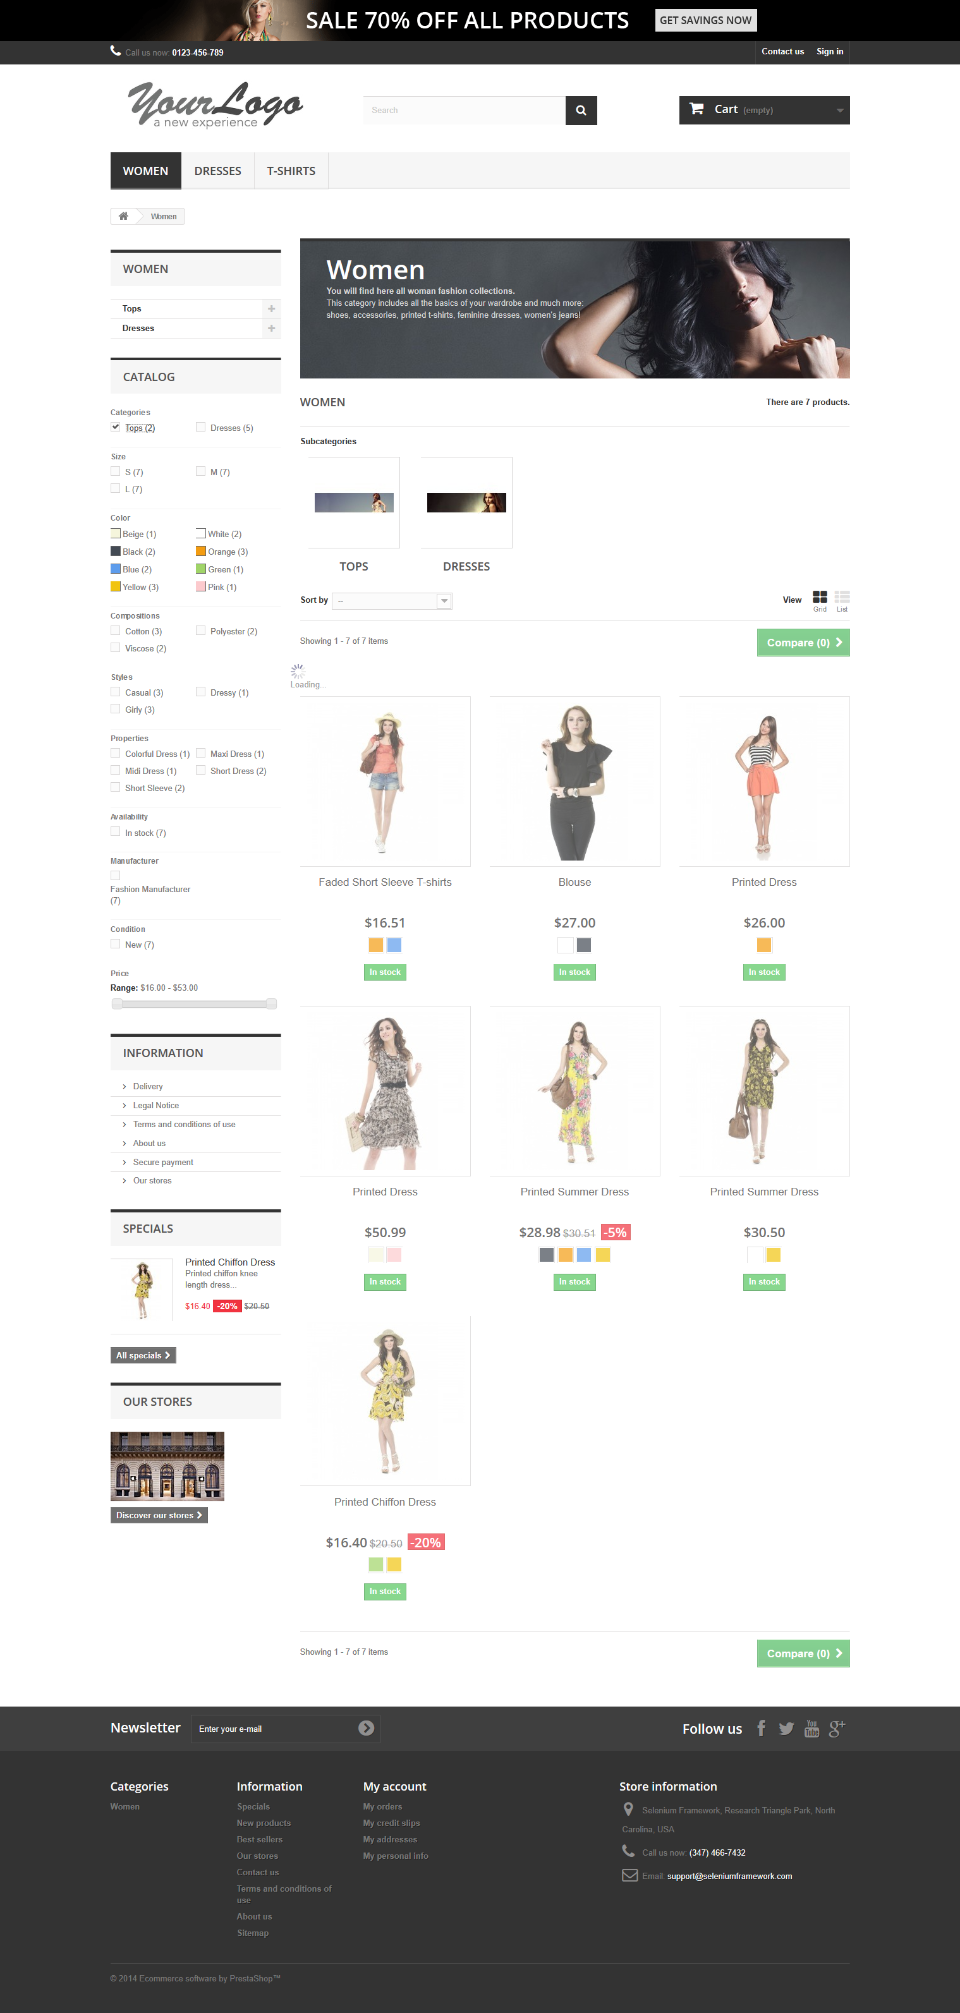 SALE 70% OFF ALL PRODUCTS GET SAVINGS NOW
Call us now: 0123-456-789
Contact us Sign in
YourLogo
a new experience
Search
Cart (empty)
WOMEN DRESSES T-SHIRTS
Women
WOMEN
Tops
Dresses
CATALOG
Categories
Tops (2) Dresses (5)
Size
S (7) M (7)
L (7)
Color
Beige (1) White (2)
Black (2) Orange (3)
Blue (2) Green (1)
Yellow (3) Pink (1)
Compositions
Cotton (3) Polyester (2)
Viscose (2)
Styles
Casual (3) Dressy (1)
Girly (3)
Properties
Colorful Dress (1) Maxi Dress (1)
Midi Dress (1) Short Dress (2)
Short Sleeve (2)
Availability
In stock (7)
Manufacturer
Fashion Manufacturer
(7)
Condition
New (7)
Price
Range: $16.00 - $53.00
INFORMATION
Delivery
Legal Notice
Terms and conditions of use
About us
Secure payment
Our stores
SPECIALS
Printed Chiffon Dress
Printed chiffon knee
length dress...
$16.40 -20% $20.50
All specials
OUR STORES
Discover our stores
Women
You will find here all woman fashion collections.
This category includes all the basics of your wardrobe and much more:
shoes, accessories, printed t-shirts, feminine dresses, women's jeans!
WOMEN
There are 7 products.
Subcategories
TOPS DRESSES
Sort by --
View
Grid List
Showing 1 - 7 of 7 items
Compare (0)
Loading...
Faded Short Sleeve T-shirts
$16.51
In stock
Blouse
$27.00
In stock
Printed Dress
$26.00
In stock
Printed Dress
$50.99
In stock
Printed Summer Dress
$28.98 $30.51 -5%
In stock
Printed Summer Dress
$30.50
In stock
Printed Chiffon Dress
$16.40 $20.50 -20%
In stock
Showing 1 - 7 of 7 items
Compare (0)
Newsletter
Enter your e-mail
Follow us
Categories
Women
Information
Specials
New products
Best sellers
Our stores
Contact us
Terms and conditions of
use
About us
Sitemap
My account
My orders
My credit slips
My addresses
My personal info
Store information
Selenium Framework, Research Triangle Park, North
Carolina, USA
Call us now: (347) 466-7432
Email: support@seleniumframework.com
© 2014 Ecommerce software by PrestaShop™